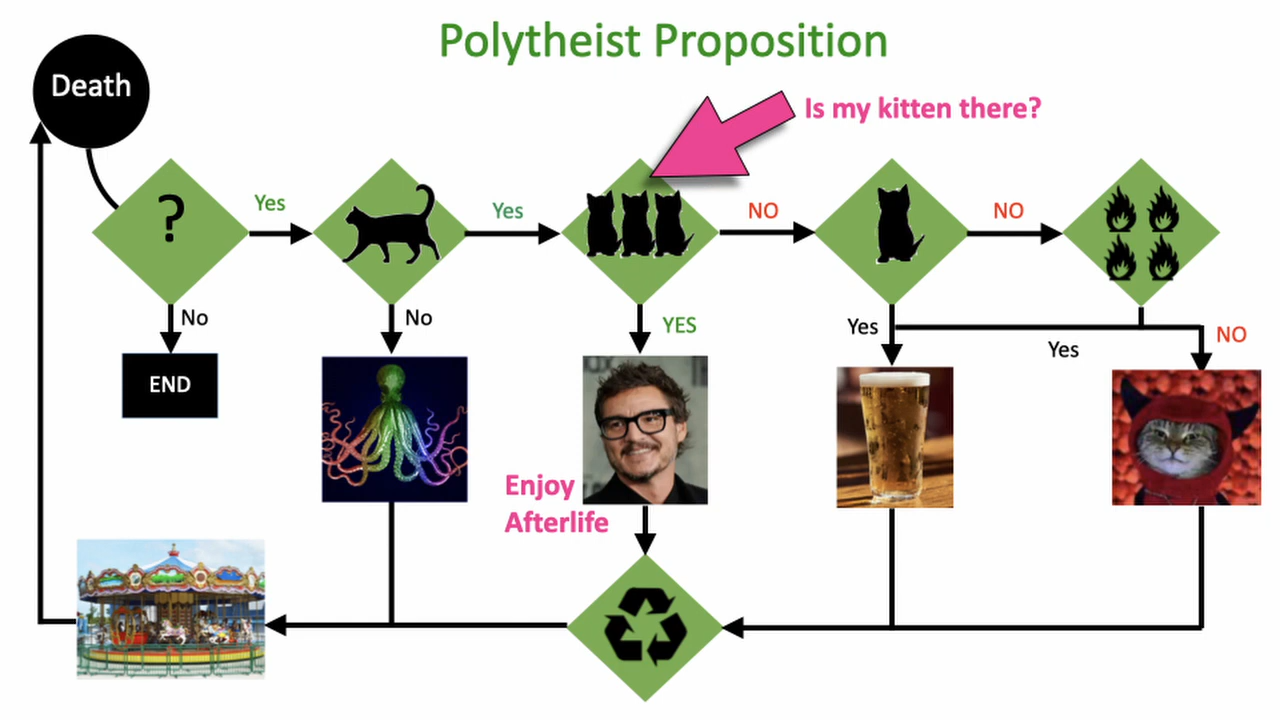 Polytheist Proposition
Death
Is my kitten there?
?
Yes
Yes
NO
NO
No
No
YES
Yes
Yes
NO
END
Enjoy
Afterlife